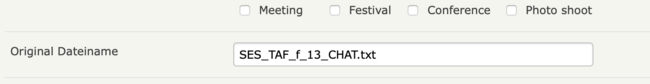 Meeting Festival Conference Photo shoot
Original Dateiname SES_TAF_f_13_CHAT.txt